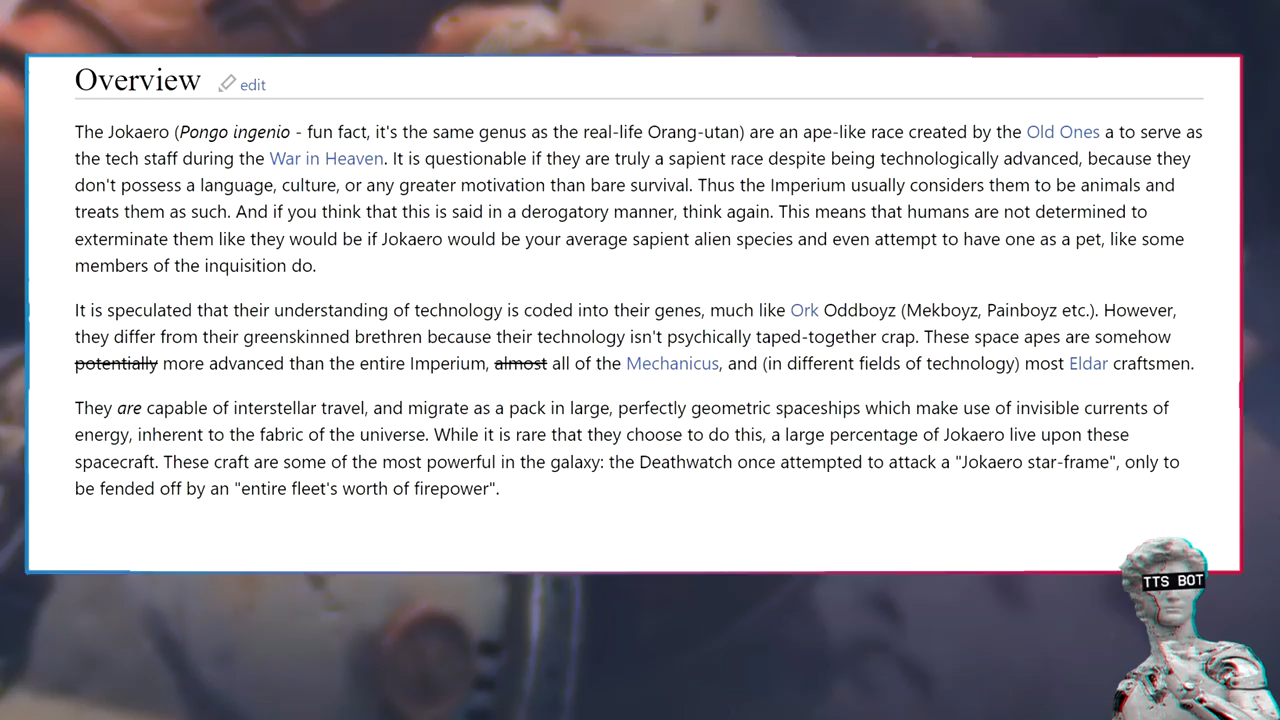 Overview edit
The Jokaero (Pongo ingenio - fun fact, it's the same genus as the real-life Orang-utan) are an ape-like race created by the Old Ones a to serve as
the tech staff during the War in Heaven. It is questionable if they are truly a sapient race despite being technologically advanced, because they
don't possess a language, culture, or any greater motivation than bare survival. Thus the Imperium usually considers them to be animals and
treats them as such. And if you think that this is said in a derogatory manner, think again. This means that humans are not determined to
exterminate them like they would be if Jokaero would be your average sapient alien species and even attempt to have one as a pet, like some
members of the inquisition do.
It is speculated that their understanding of technology is coded into their genes, much like Ork Oddboyz (Mekboyz, Painboyz etc.). However,
they differ from their greenskinned brethren because their technology isn't psychically taped-together crap. These space apes are somehow
potentially more advanced than the entire Imperium, almost all of the Mechanicus, and (in different fields of technology) most Eldar craftsmen.
They are capable of interstellar travel, and migrate as a pack in large, perfectly geometric spaceships which make use of invisible currents of
energy, inherent to the fabric of the universe. While it is rare that they choose to do this, a large percentage of Jokaero live upon these
spacecraft. These craft are some of the most powerful in the galaxy: the Deathwatch once attempted to attack a "Jokaero star-frame", only to
be fended off by an "entire fleet's worth of firepower".
TTS BOT